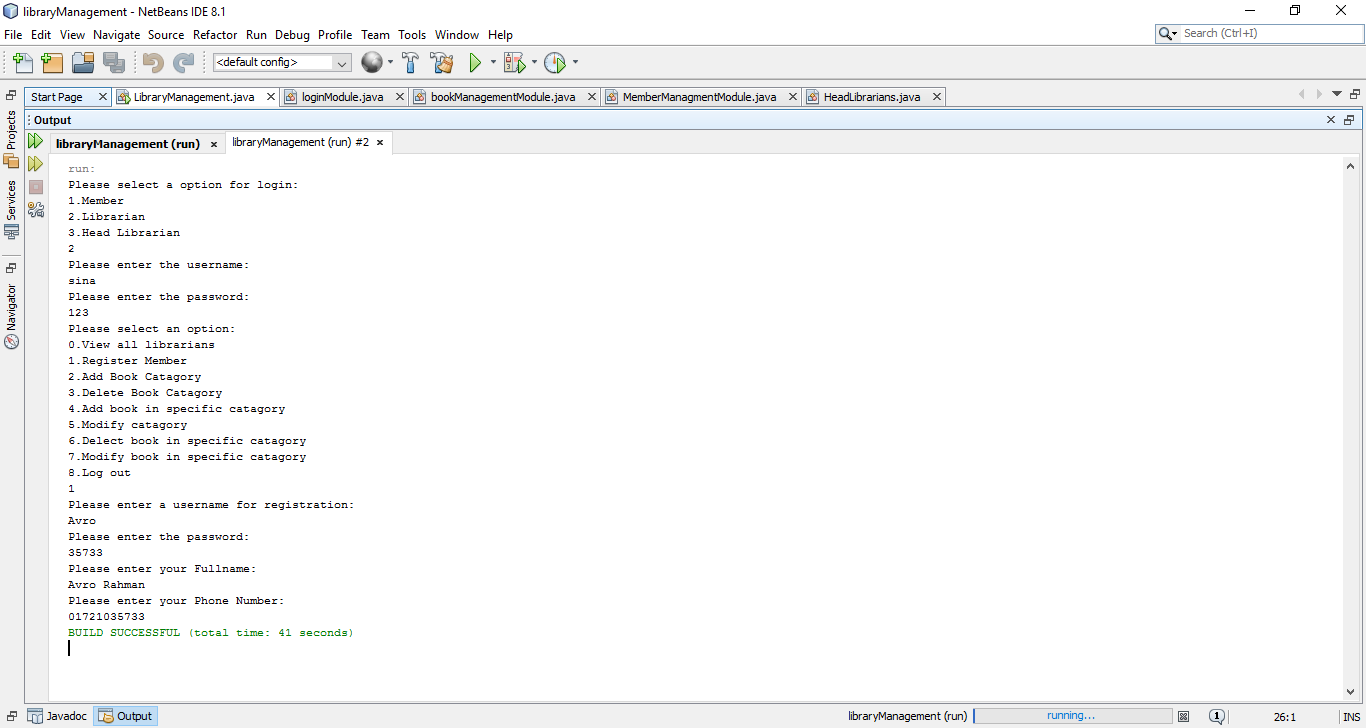 libraryManagement - NetBeans IDE 8.1
File Edit View Navigate Source Refactor Run Debug Profile Team Tools Window Help
Search (Ctrl+I)
<default config>
Start Page LibraryManagement.java loginModule.java bookManagementModule.java MemberManagmentModule.java HeadLibrarians.java
Projects
Services
Navigator
Output
libraryManagement (run) libraryManagement (run) #2
run:
Please select a option for login:
1.Member
2.Librarian
3.Head Librarian
2
Please enter the username:
sina
Please enter the password:
123
Please select an option:
0.View all librarians
1.Register Member
2.Add Book Catagory
3.Delete Book Catagory
4.Add book in specific catagory
5.Modify catagory
6.Delect book in specific catagory
7.Modify book in specific catagory
8.Log out
1
Please enter a username for registration:
Avro
Please enter the password:
35733
Please enter your Fullname:
Avro Rahman
Please enter your Phone Number:
01721035733
BUILD SUCCESSFUL (total time: 41 seconds)
Javadoc Output libraryManagement (run) running... 1 26:1 INS